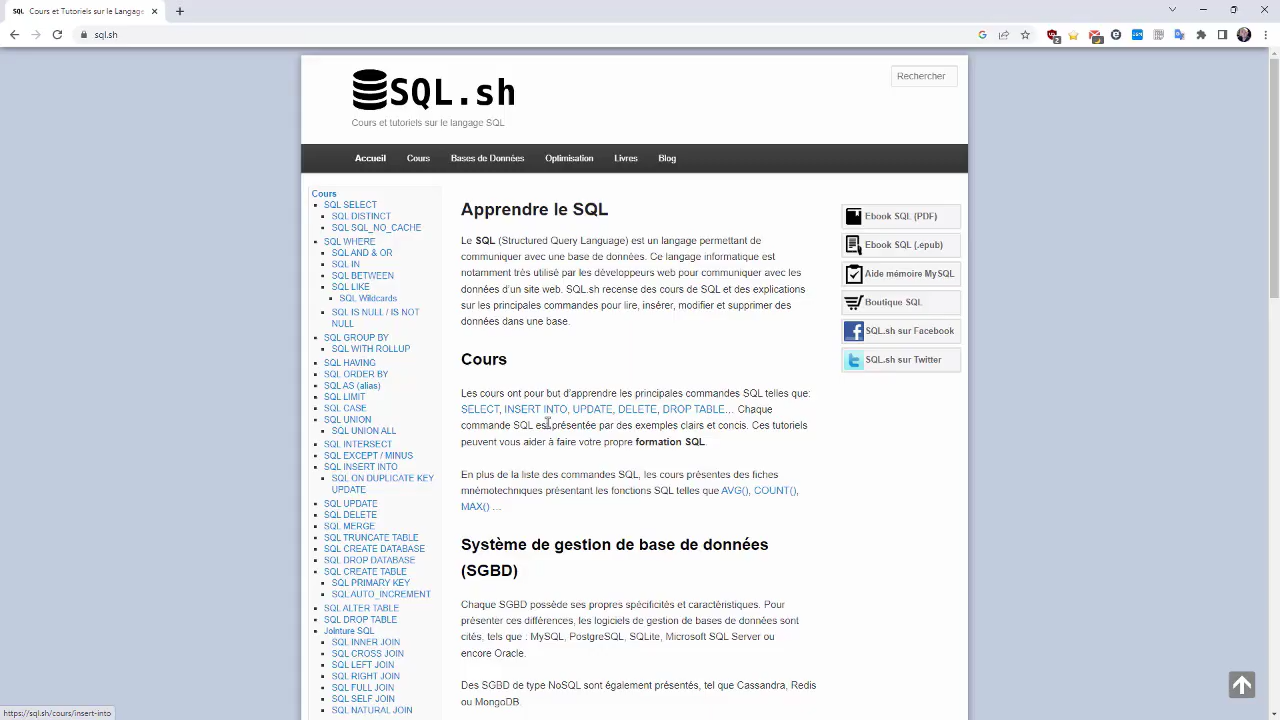 SQL Cours et Tutoriels sur le Langage
sql.sh
SQL.sh
Cours et tutoriels sur le langage SQL
Rechercher
Accueil Cours Bases de Données Optimisation Livres Blog
Cours
SQL SELECT
SQL DISTINCT
SQL SQL_NO_CACHE
SQL WHERE
SQL AND & OR
SQL IN
SQL BETWEEN
SQL LIKE
SQL Wildcards
SQL IS NULL / IS NOT
NULL
SQL GROUP BY
SQL WITH ROLLUP
SQL HAVING
SQL ORDER BY
SQL AS (alias)
SQL LIMIT
SQL CASE
SQL UNION
SQL UNION ALL
SQL INTERSECT
SQL EXCEPT / MINUS
SQL INSERT INTO
SQL ON DUPLICATE KEY
UPDATE
SQL UPDATE
SQL DELETE
SQL MERGE
SQL TRUNCATE TABLE
SQL CREATE DATABASE
SQL DROP DATABASE
SQL CREATE TABLE
SQL PRIMARY KEY
SQL AUTO_INCREMENT
SQL ALTER TABLE
SQL DROP TABLE
Jointure SQL
SQL INNER JOIN
SQL CROSS JOIN
SQL LEFT JOIN
SQL RIGHT JOIN
SQL FULL JOIN
SQL SELF JOIN
SQL NATURAL JOIN
Apprendre le SQL
Le SQL (Structured Query Language) est un langage permettant de
communiquer avec une base de données. Ce langage informatique est
notamment très utilisé par les développeurs web pour communiquer avec les
données d'un site web. SQL.sh recense des cours de SQL et des explications
sur les principales commandes pour lire, insérer, modifier et supprimer des
données dans une base.
Cours
Les cours ont pour but d'apprendre les principales commandes SQL telles que:
SELECT, INSERT INTO, UPDATE, DELETE, DROP TABLE… Chaque
commande SQL est présentée par des exemples clairs et concis. Ces tutoriels
peuvent vous aider à faire votre propre formation SQL.
En plus de la liste des commandes SQL, les cours présentes des fiches
mnémotechniques présentant les fonctions SQL telles que AVG(), COUNT(),
MAX() …
Système de gestion de base de données
(SGBD)
Chaque SGBD possède ses propres spécificités et caractéristiques. Pour
présenter ces différences, les logiciels de gestion de bases de données sont
cités, tels que : MySQL, PostgreSQL, SQLite, Microsoft SQL Server ou
encore Oracle.
Des SGBD de type NoSQL sont également présentés, tel que Cassandra, Redis
ou MongoDB.
Ebook SQL (PDF)
Ebook SQL (.epub)
Aide mémoire MySQL
Boutique SQL
SQL.sh sur Facebook
SQL.sh sur Twitter
https://sql.sh/cours/insert-into